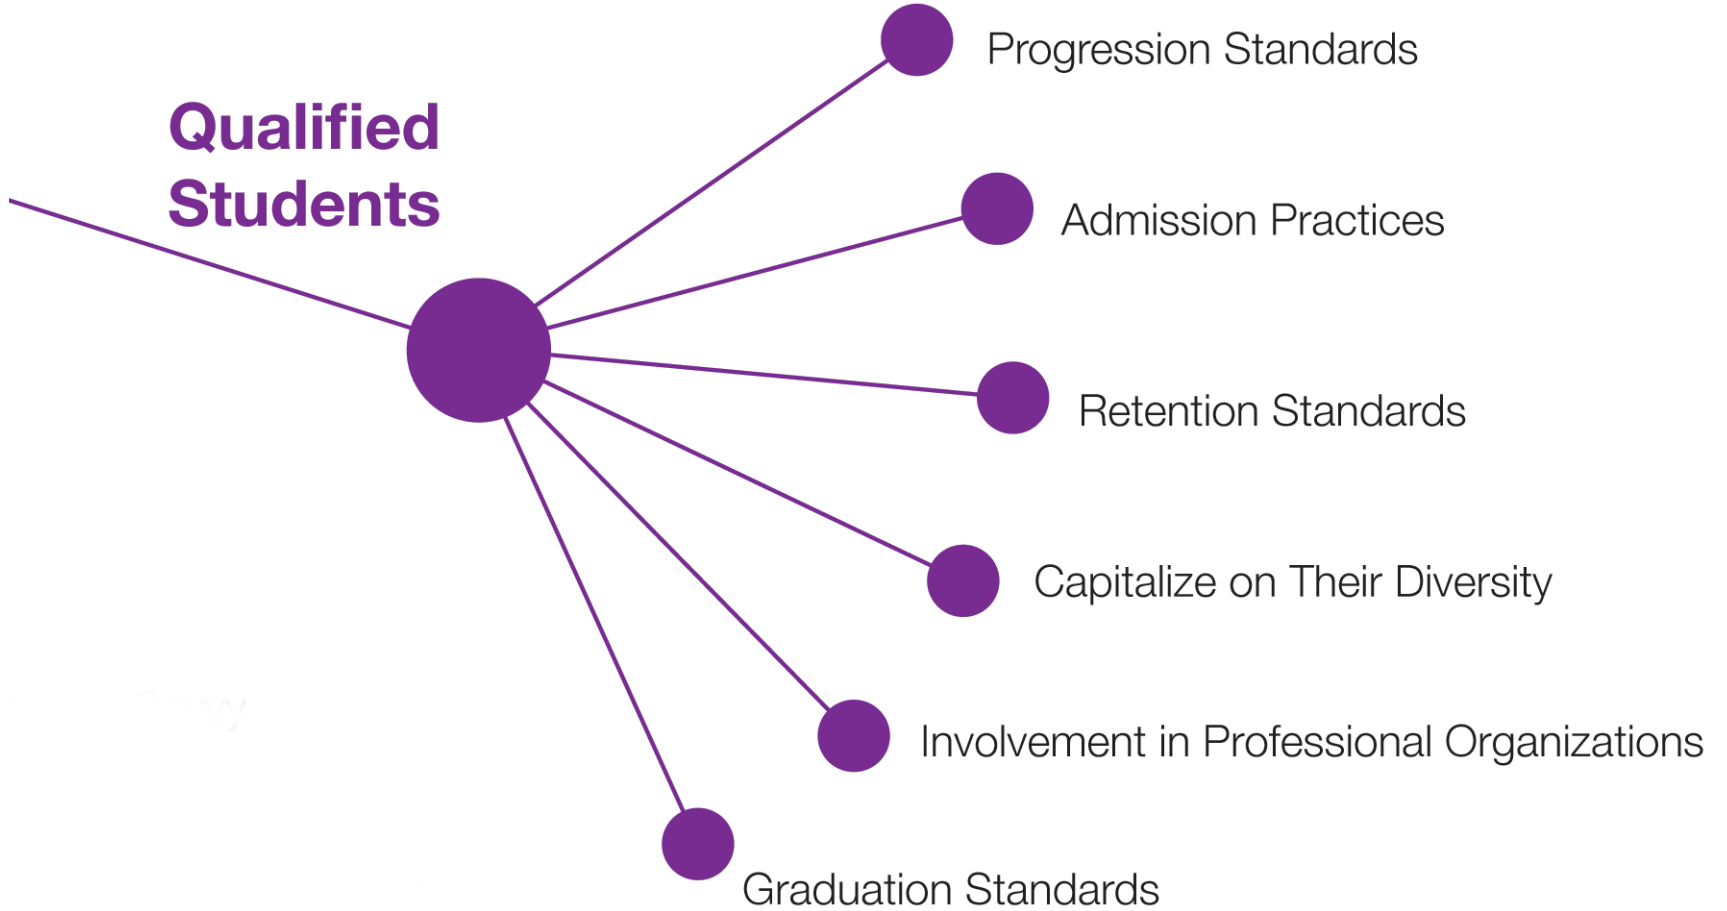 Qualified
Students
Progression Standards
Admission Practices
Retention Standards
Capitalize on Their Diversity
Involvement in Professional Organizations
Graduation Standards